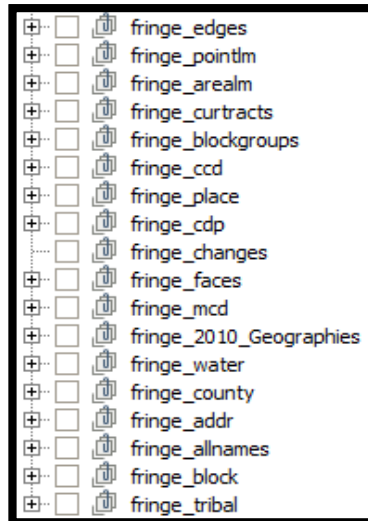 fringe_edges
fringe_pointlm
fringe_arealm
fringe_curtracts
fringe_blockgroups
fringe_ccd
fringe_place
fringe_cdp
fringe_changes
fringe_faces
fringe_mcd
fringe_2010_Geographies
fringe_water
fringe_county
fringe_addr
fringe_allnames
fringe_block
fringe_tribal